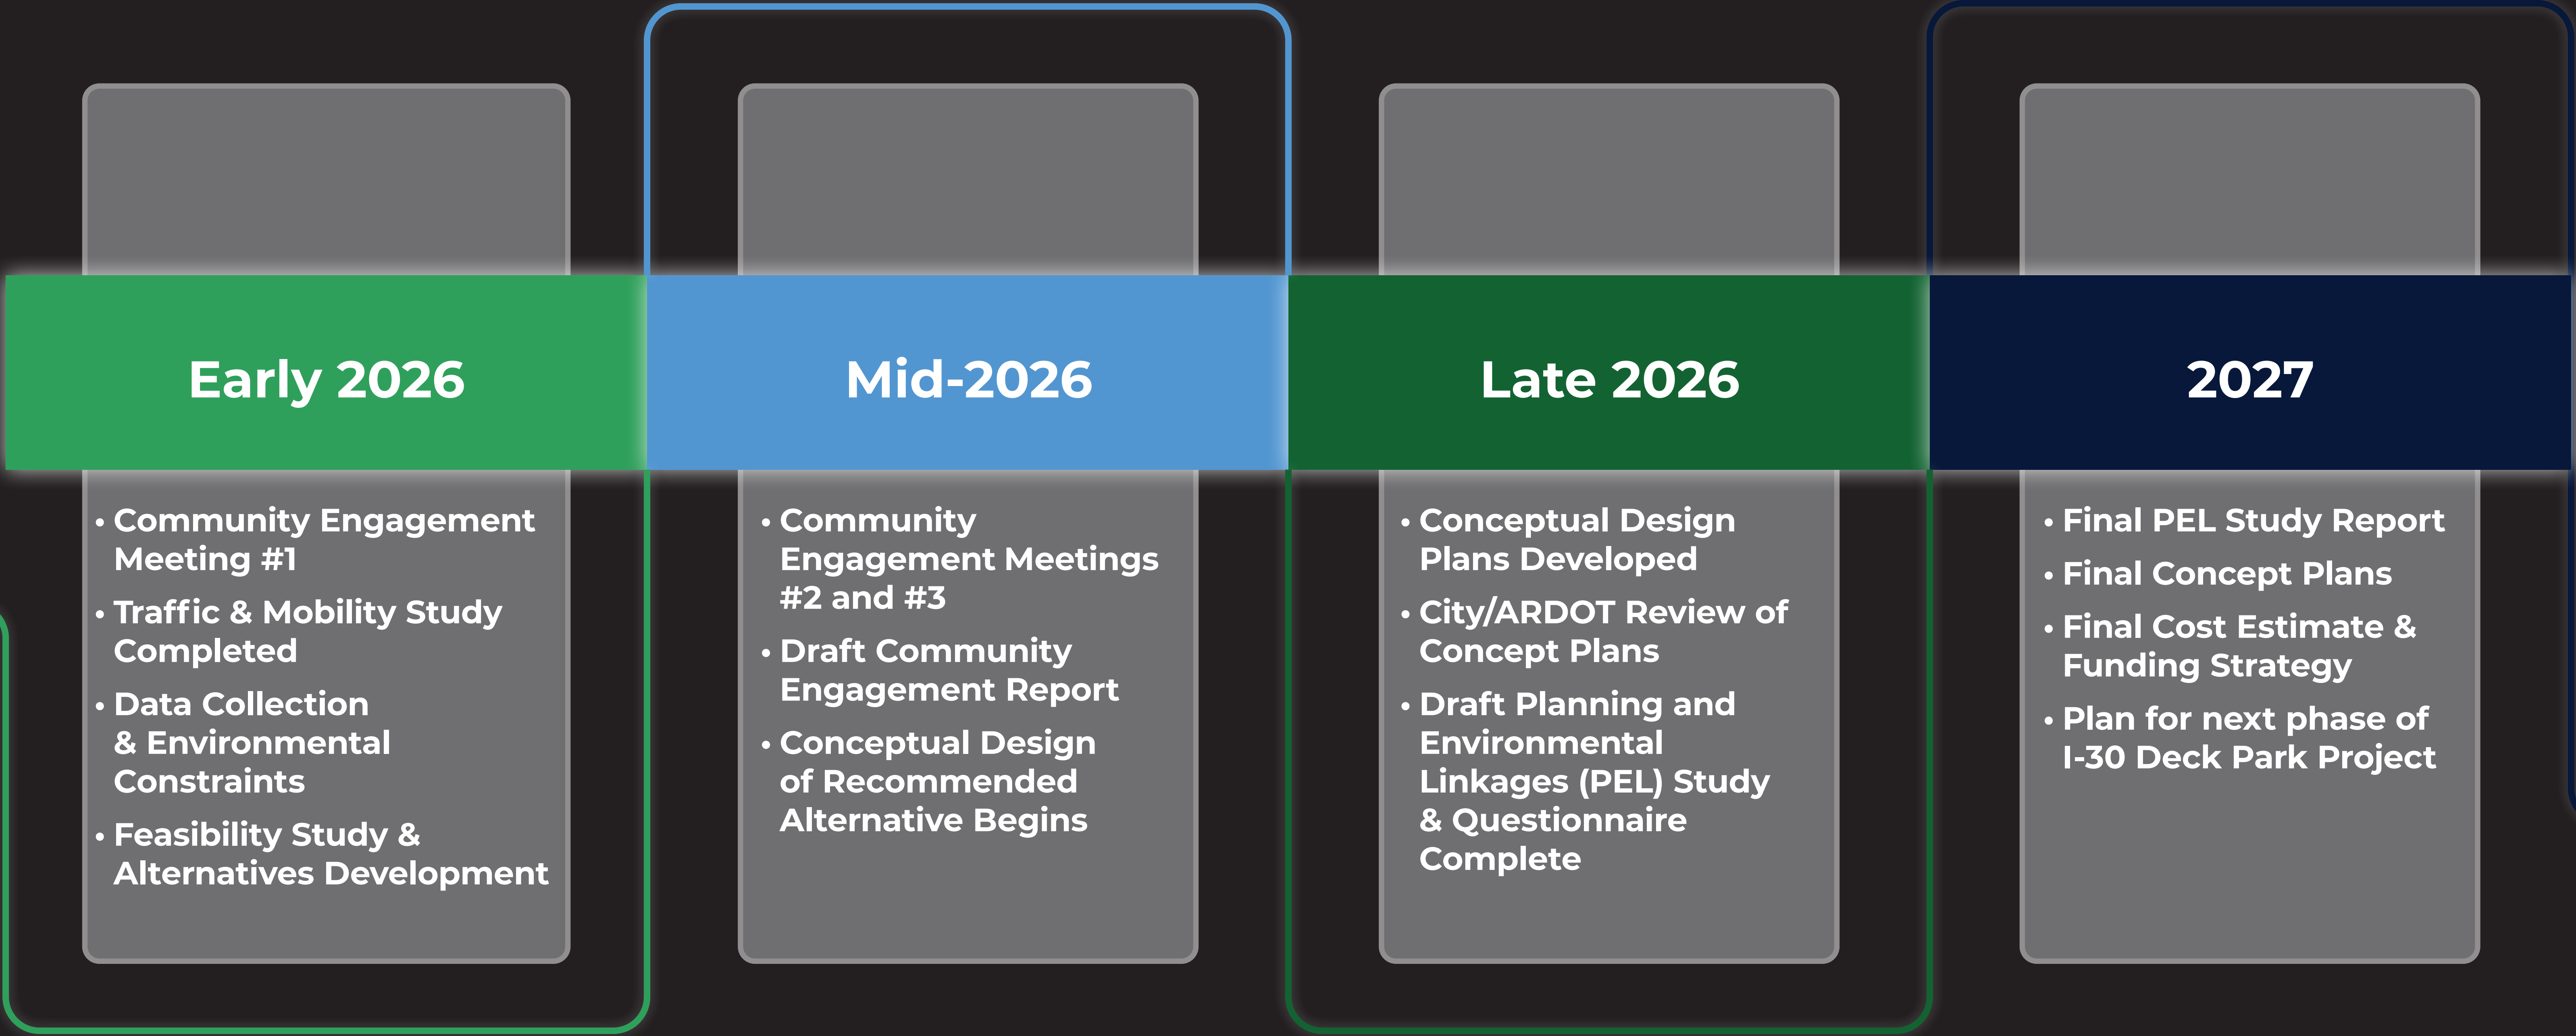 Early 2026
• Community Engagement
Meeting #1
• Traffic & Mobility Study
Completed
• Data Collection
& Environmental
Constraints
• Feasibility Study &
Alternatives Development
Mid-2026
• Community
Engagement Meetings
#2 and #3
• Draft Community
Engagement Report
• Conceptual Design
of Recommended
Alternative Begins
Late 2026
• Conceptual Design
Plans Developed
• City/ARDOT Review of
Concept Plans
• Draft Planning and
Environmental
Linkages (PEL) Study
& Questionnaire
Complete
2027
• Final PEL Study Report
• Final Concept Plans
• Final Cost Estimate &
Funding Strategy
• Plan for next phase of
I-30 Deck Park Project